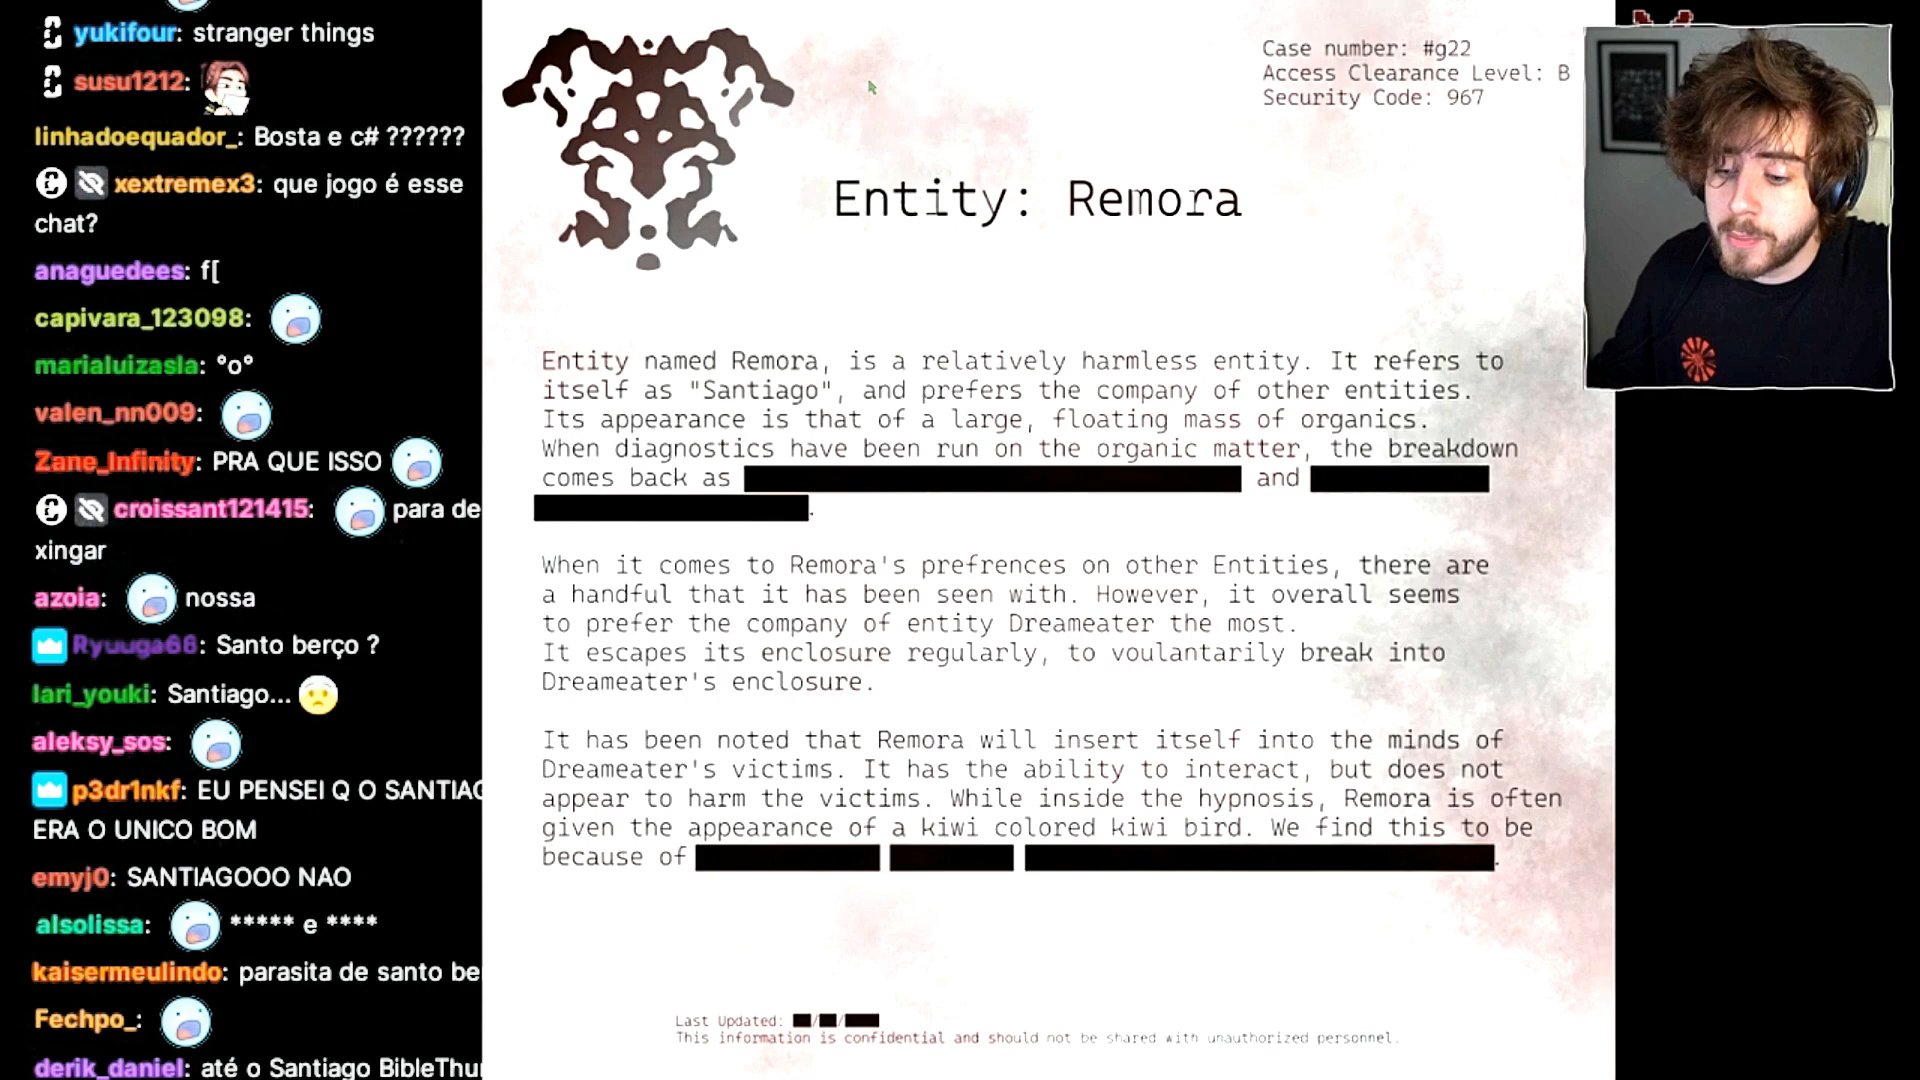 yukifour: stranger things
susu1212:
linhadoequador_: Bosta e c# ??????
xextremex3: que jogo é esse
chat?
anaguedees: f[
capivara_123098:
marialuizasla: °o°
valen_nn009:
Zane_Infinity: PRA QUE ISSO
croissant121415: para de
xingar
azoia: nossa
Ryuuga66: Santo berço ?
lari_youki: Santiago...
aleksy_sos:
p3dr1nkf: EU PENSEI Q O SANTIAG
ERA O UNICO BOM
emyj0: SANTIAGOOO NAO
alsolissa: ***** e ****
kaisermeulindo: parasita de santo be
Fechpo_:
derik_daniel: até o Santiago BibleThu
Case number: #g22
Access Clearance Level: B
Security Code: 967
Entity: Remora
Entity named Remora, is a relatively harmless entity. It refers to
itself as "Santiago", and prefers the company of other entities.
Its appearance is that of a large, floating mass of organics.
When diagnostics have been run on the organic matter, the breakdown
comes back as and
.
When it comes to Remora's prefrences on other Entities, there are
a handful that it has been seen with. However, it overall seems
to prefer the company of entity Dreameater the most.
It escapes its enclosure regularly, to voulantarily break into
Dreameater's enclosure.
It has been noted that Remora will insert itself into the minds of
Dreameater's victims. It has the ability to interact, but does not
appear to harm the victims. While inside the hypnosis, Remora is often
given the appearance of a kiwi colored kiwi bird. We find this to be
because of .
Last Updated: / /
This information is confidential and should not be shared with unauthorized personnel.